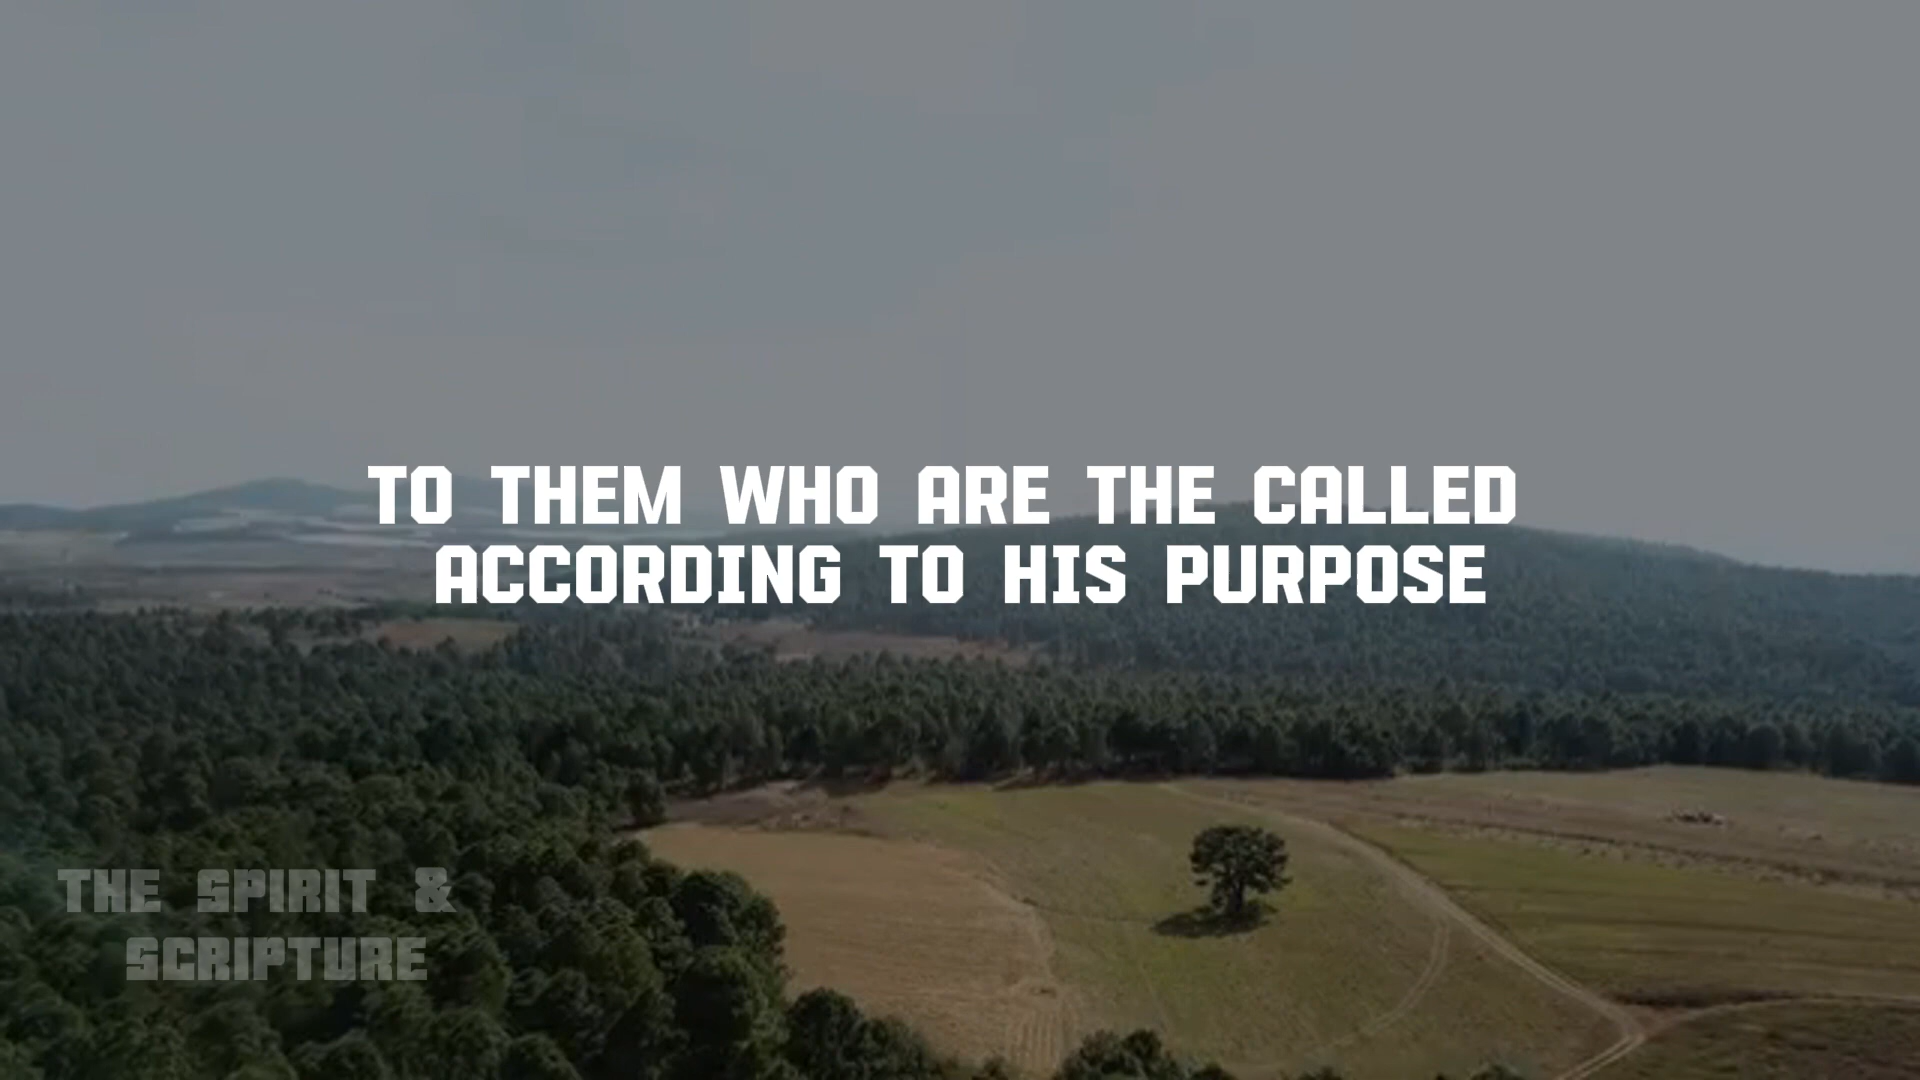 TO THEM WHO ARE THE CALLED
ACCORDING TO HIS PURPOSE
THE SPIRIT &
SCRIPTURE